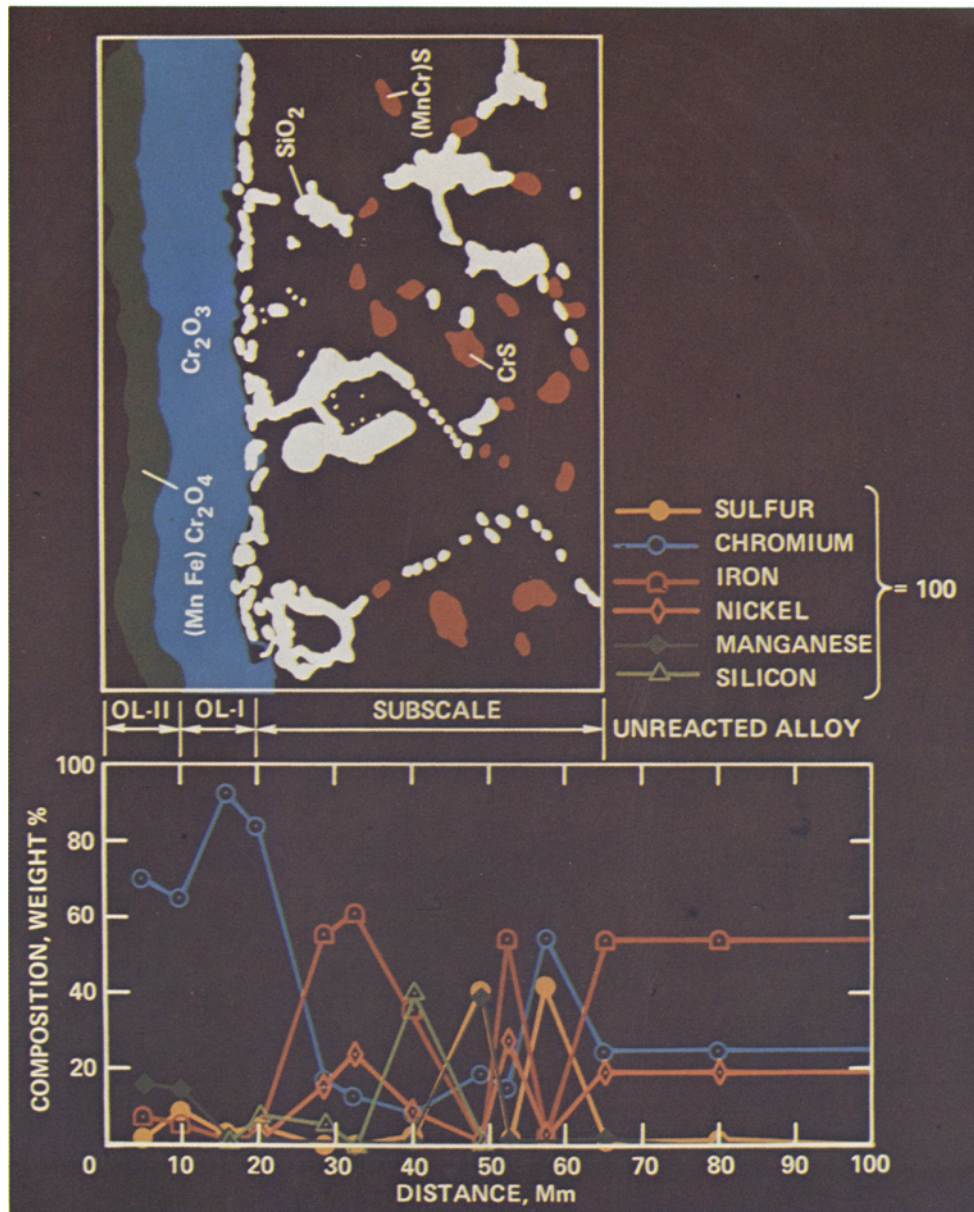 (MnCr)S
SiO2
Cr2O3
CrS
(Mn Fe) Cr2O4
SULFUR
CHROMIUM
IRON
NICKEL
MANGANESE
SILICON
= 100
OL-II
OL-I
SUBSCALE
UNREACTED ALLOY
COMPOSITION, WEIGHT %
100
80
60
40
20
0
10
20
30
40
50
60
70
80
90
100
DISTANCE, Mm